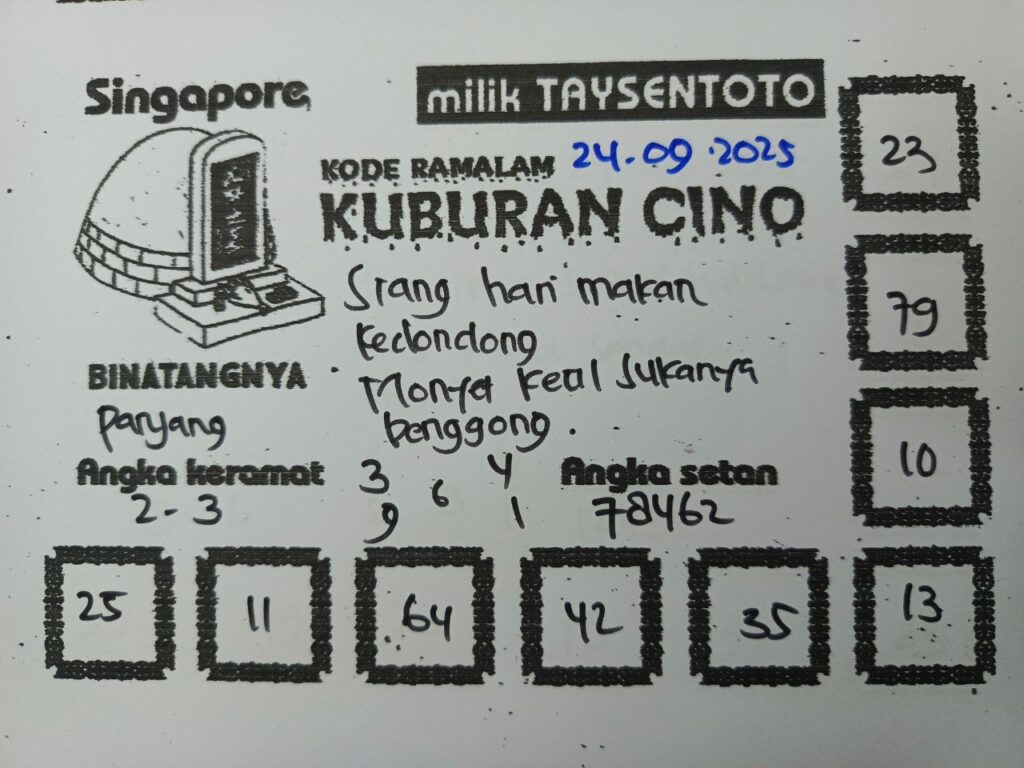 Singapore
milik TAYSENTOTO
KODE RAMALAM 24.09.2025
KUBURAN CINO
Siang hari makan
kedondong
Monyet kecil sukanya
benggong.
BINATANGNYA
Panjang
Angka keramat
2 - 3
3 4
6
9 1
Angka setan
78462
23
79
10
25 11 64 42 35 13